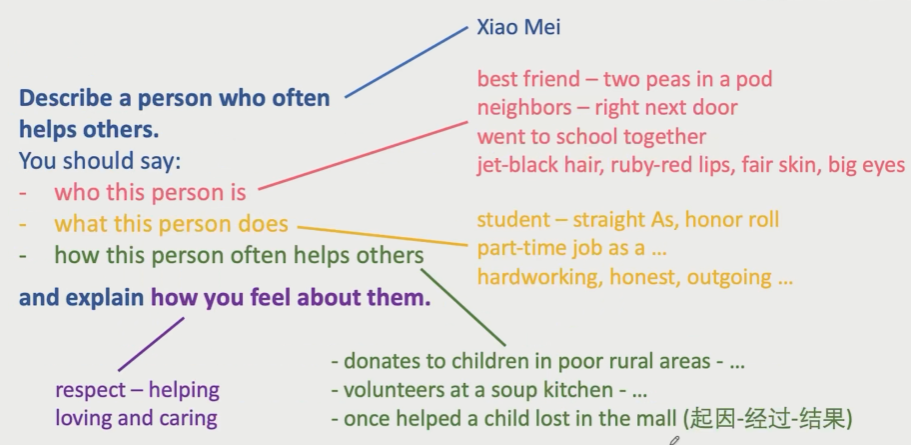 Xiao Mei
Describe a person who often
helps others.
You should say:
- who this person is
- what this person does
- how this person often helps others
and explain how you feel about them.
best friend – two peas in a pod
neighbors – right next door
went to school together
jet-black hair, ruby-red lips, fair skin, big eyes
student – straight As, honor roll
part-time job as a ...
hardworking, honest, outgoing ...
- donates to children in poor rural areas - ...
- volunteers at a soup kitchen - ...
- once helped a child lost in the mall (起因-经过-结果)
respect – helping
loving and caring